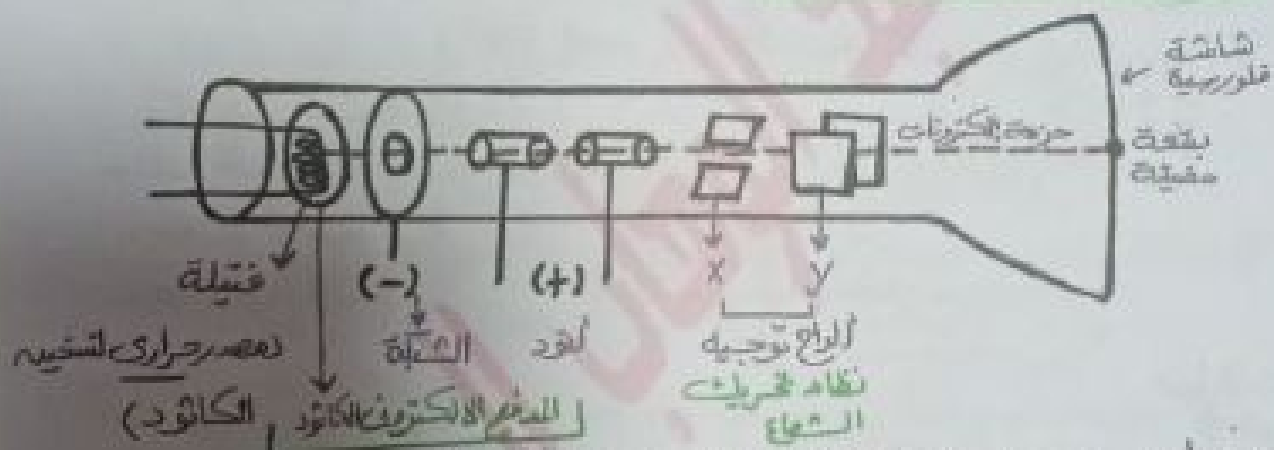 شاشة
فلورسية
حزمة إلكترونات
بقعة
مضيئة
X y
فتيلة (-) (+)
(مصدر حراري لتسخين
الكاثود)
الشبكة أنود ألواح توجيه
المدفع الالكتروني الكاثود
نظام تحريك
الشعاع